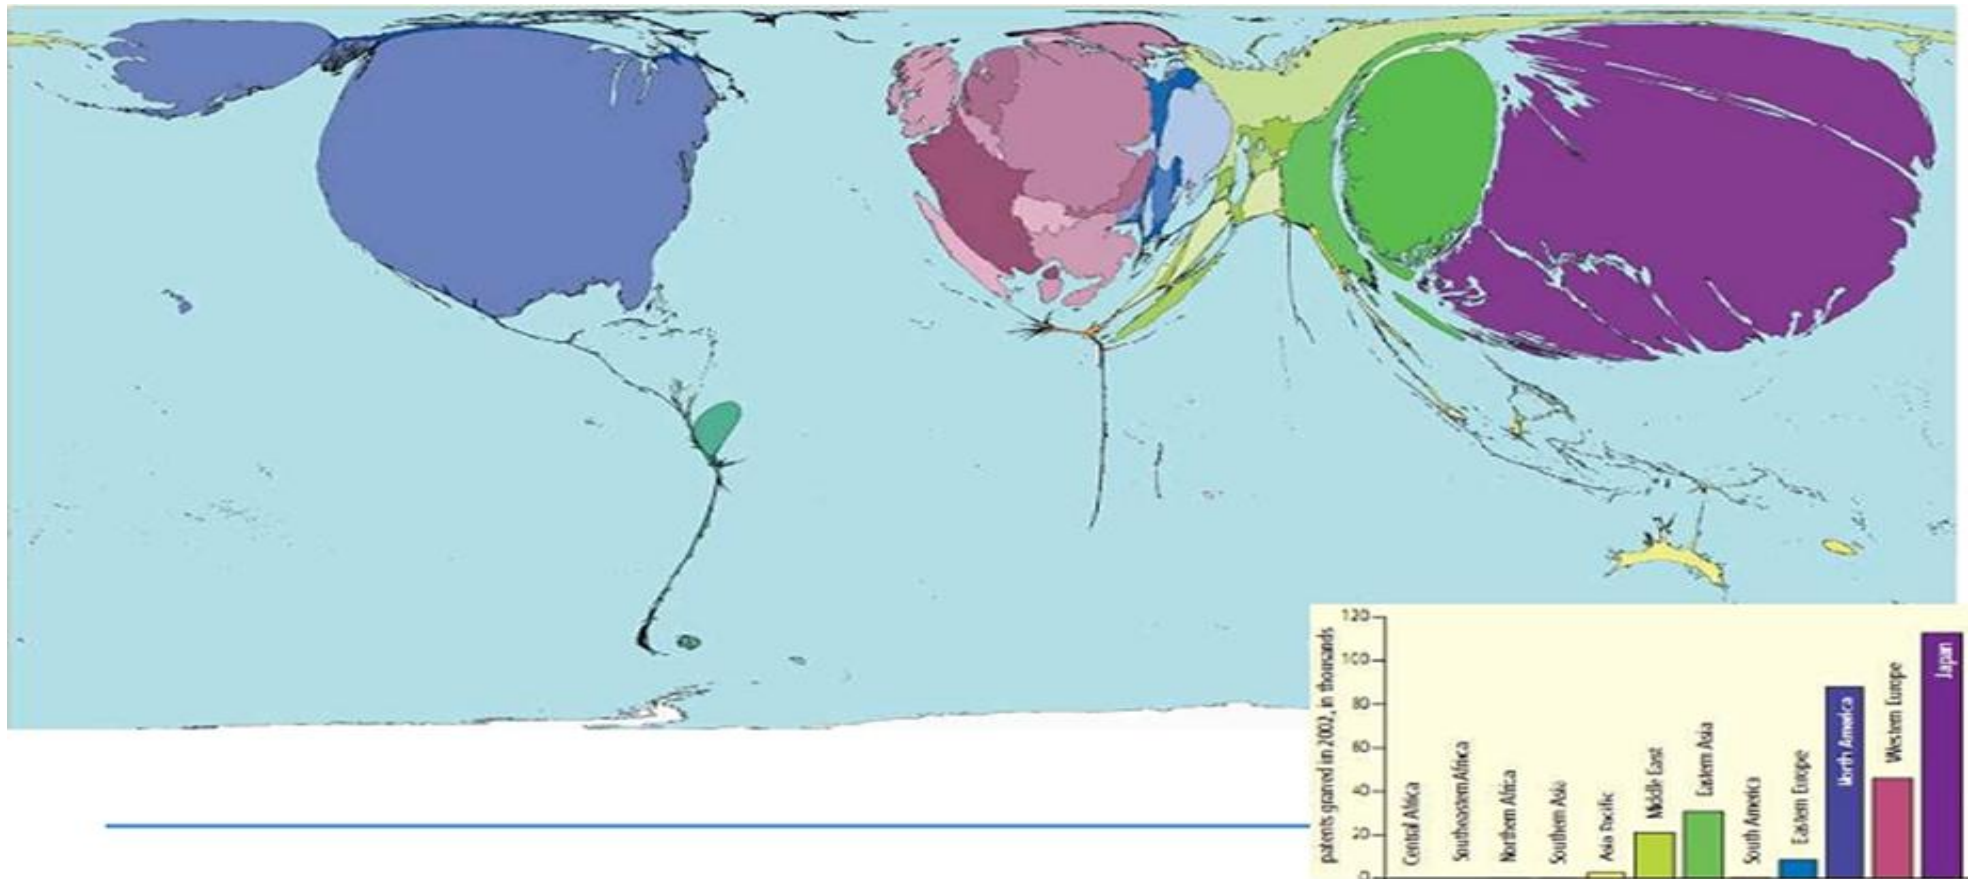 patents granted in 2002, in thousands
120
100
80
60
40
20
0
Central Africa
Southeastern Africa
Northern Africa
Southern Asia
Asia Pacific
Middle East
Eastern Asia
South America
Eastern Europe
North America
Western Europe
Japan